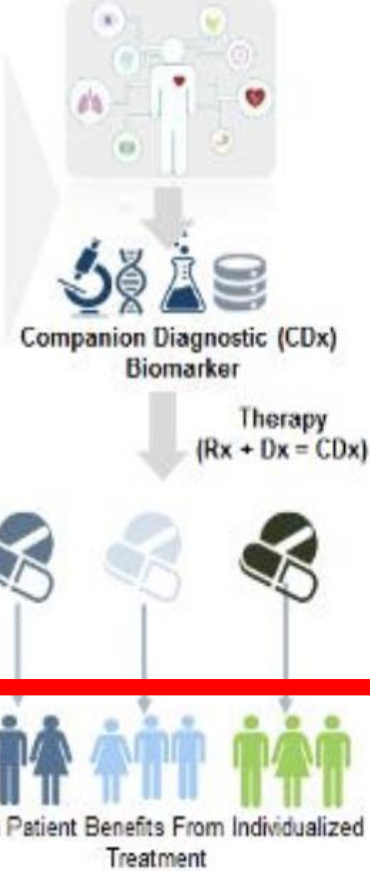 Companion Diagnostic (CDx)
Biomarker
Therapy
(Rx + Dx = CDx)
Patient Benefits From Individualized
Treatment